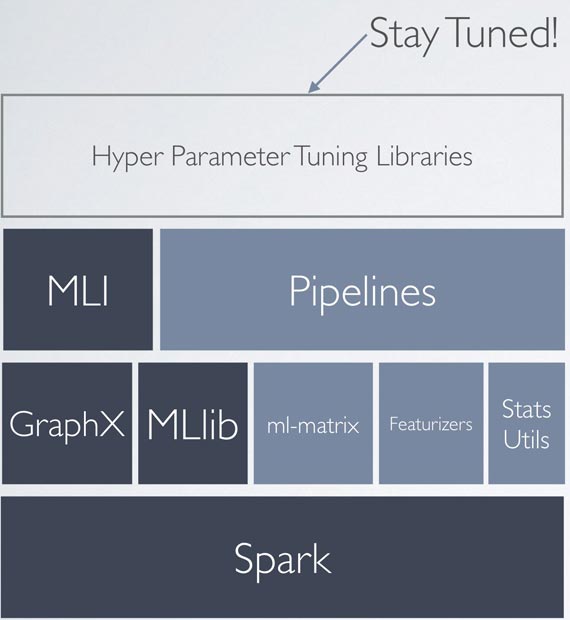 Stay Tuned!
Hyper Parameter Tuning Libraries
MLI
Pipelines
GraphX
MLlib
ml-matrix
Featurizers
Stats
Utils
Spark